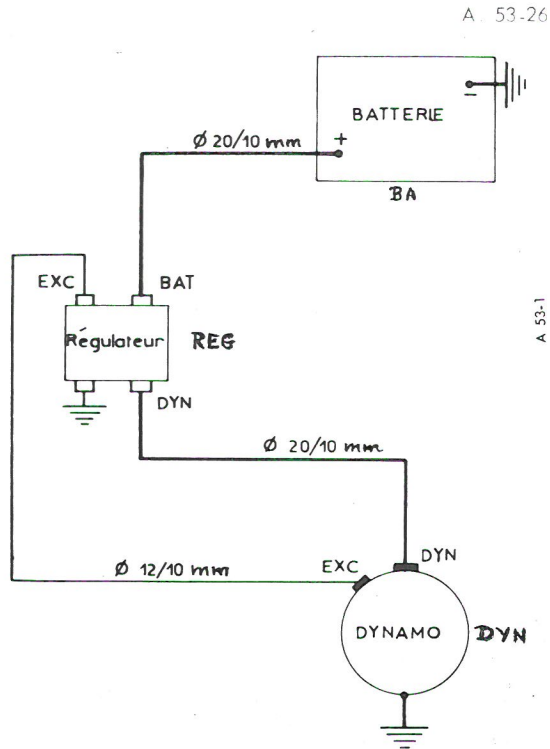 A 53-26
BATTERIE
−
+
Ø 20/10 mm
BA
EXC
BAT
Régulateur
REG
DYN
A 53-1
Ø 20/10 mm
EXC
DYN
Ø 12/10 mm
DYNAMO
DYN